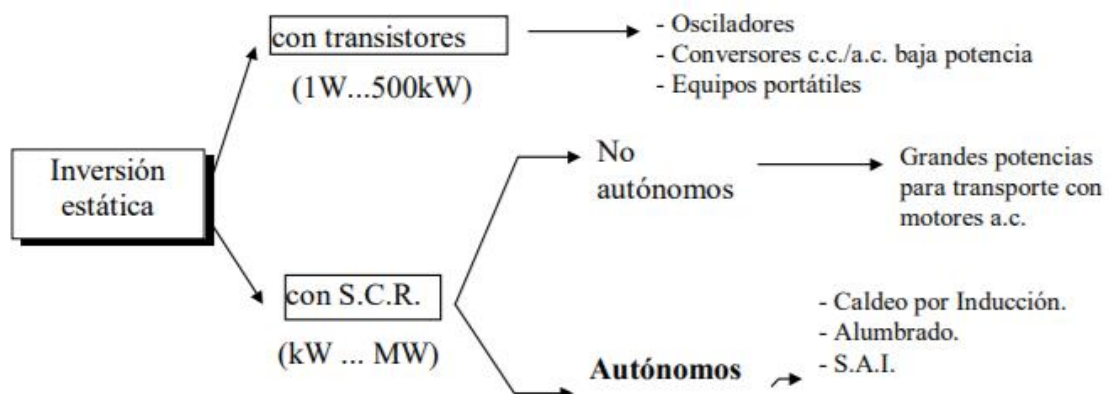 con transistores
(1W...500kW)
- Osciladores
- Conversores c.c./a.c. baja potencia
- Equipos portátiles
Inversión
estática
No
autónomos
Grandes potencias
para transporte con
motores a.c.
con S.C.R.
(kW ... MW)
Autónomos
- Caldeo por Inducción.
- Alumbrado.
- S.A.I.